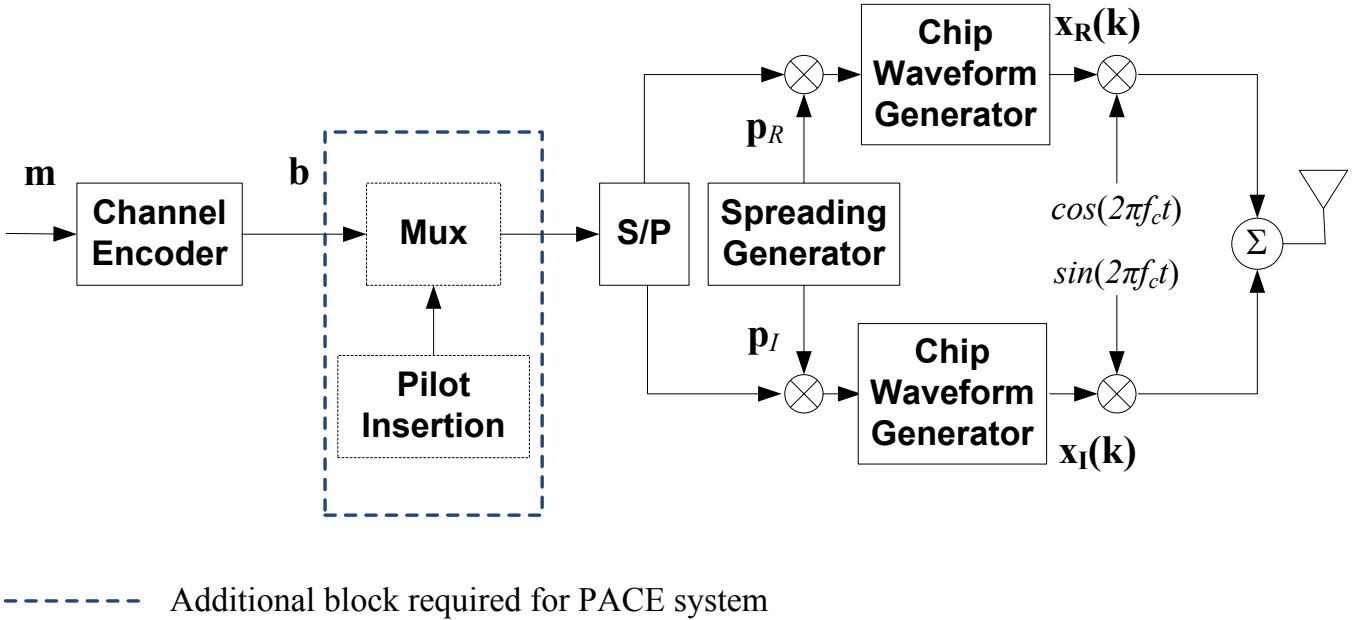 m
Channel
Encoder
b
Mux
Pilot
Insertion
S/P
Spreading
Generator
p_R
p_I
Chip
Waveform
Generator
x_R(k)
cos(2πf_ct)
sin(2πf_ct)
Chip
Waveform
Generator
x_I(k)
Σ
Additional block required for PACE system